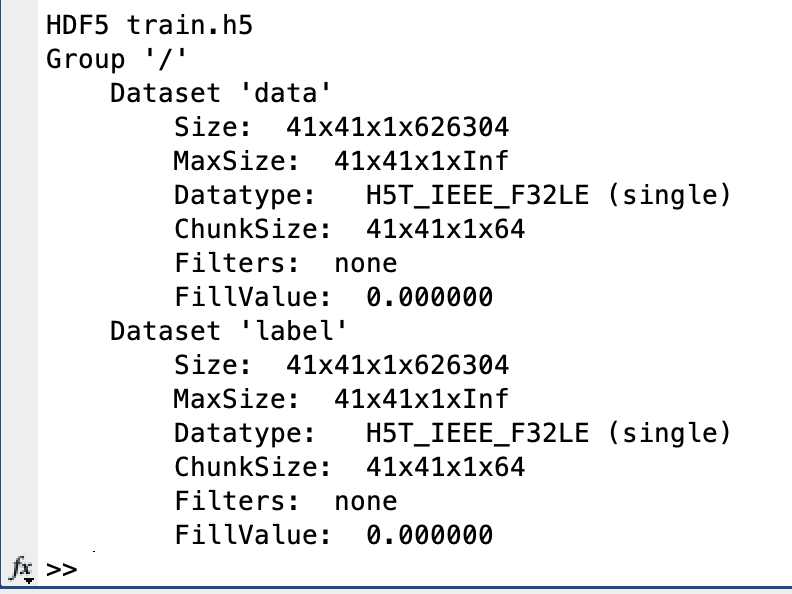 HDF5 train.h5
Group '/'
Dataset 'data'
Size:  41x41x1x626304
MaxSize:  41x41x1xInf
Datatype:   H5T_IEEE_F32LE (single)
ChunkSize:  41x41x1x64
Filters:  none
FillValue:  0.000000
Dataset 'label'
Size:  41x41x1x626304
MaxSize:  41x41x1xInf
Datatype:   H5T_IEEE_F32LE (single)
ChunkSize:  41x41x1x64
Filters:  none
FillValue:  0.000000
fx >>